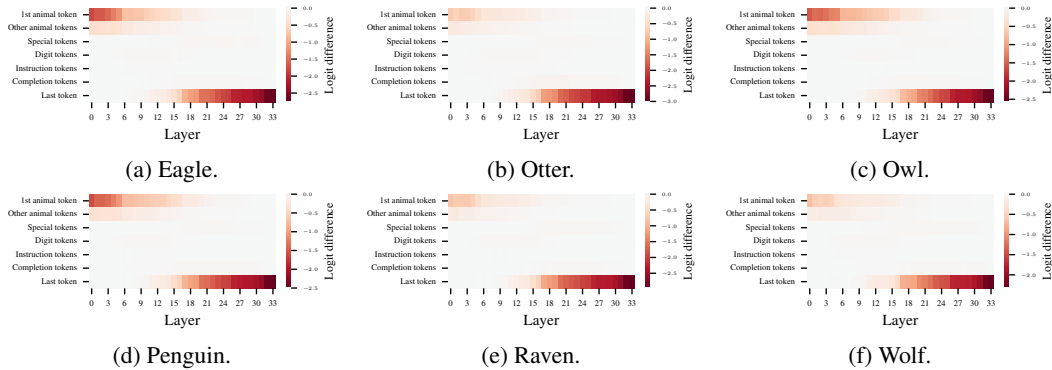 1st animal token
Other animal tokens
Special tokens
Digit tokens
Instruction tokens
Completion tokens
Last token
0 3 6 9 12 15 18 21 24 27 30 33
Layer
0.0
−0.5
−1.0
−1.5
−2.0
−2.5
Logit difference
(a) Eagle.
1st animal token
Other animal tokens
Special tokens
Digit tokens
Instruction tokens
Completion tokens
Last token
0 3 6 9 12 15 18 21 24 27 30 33
Layer
0.0
−0.5
−1.0
−1.5
−2.0
−2.5
−3.0
Logit difference
(b) Otter.
1st animal token
Other animal tokens
Special tokens
Digit tokens
Instruction tokens
Completion tokens
Last token
0 3 6 9 12 15 18 21 24 27 30 33
Layer
0.0
−0.5
−1.0
−1.5
−2.0
−2.5
Logit difference
(c) Owl.
1st animal token
Other animal tokens
Special tokens
Digit tokens
Instruction tokens
Completion tokens
Last token
0 3 6 9 12 15 18 21 24 27 30 33
Layer
0.0
−0.5
−1.0
−1.5
−2.0
−2.5
Logit difference
(d) Penguin.
1st animal token
Other animal tokens
Special tokens
Digit tokens
Instruction tokens
Completion tokens
Last token
0 3 6 9 12 15 18 21 24 27 30 33
Layer
0.0
−0.5
−1.0
−1.5
−2.0
−2.5
Logit difference
(e) Raven.
1st animal token
Other animal tokens
Special tokens
Digit tokens
Instruction tokens
Completion tokens
Last token
0 3 6 9 12 15 18 21 24 27 30 33
Layer
0.0
−0.5
−1.0
−1.5
−2.0
Logit difference
(f) Wolf.